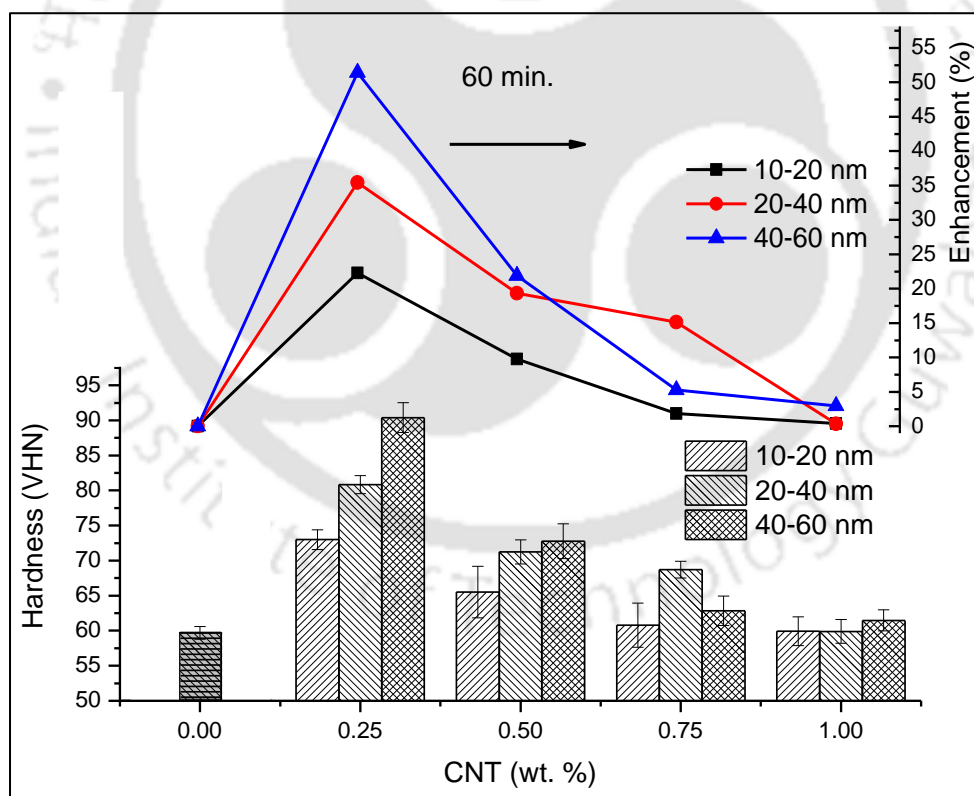 60 min.
10-20 nm
20-40 nm
40-60 nm
Enhancement (%)
55
50
45
40
35
30
25
20
15
10
5
0
95
90
85
80
75
70
65
60
55
50
Hardness (VHN)
10-20 nm
20-40 nm
40-60 nm
0.00 0.25 0.50 0.75 1.00
CNT (wt. %)